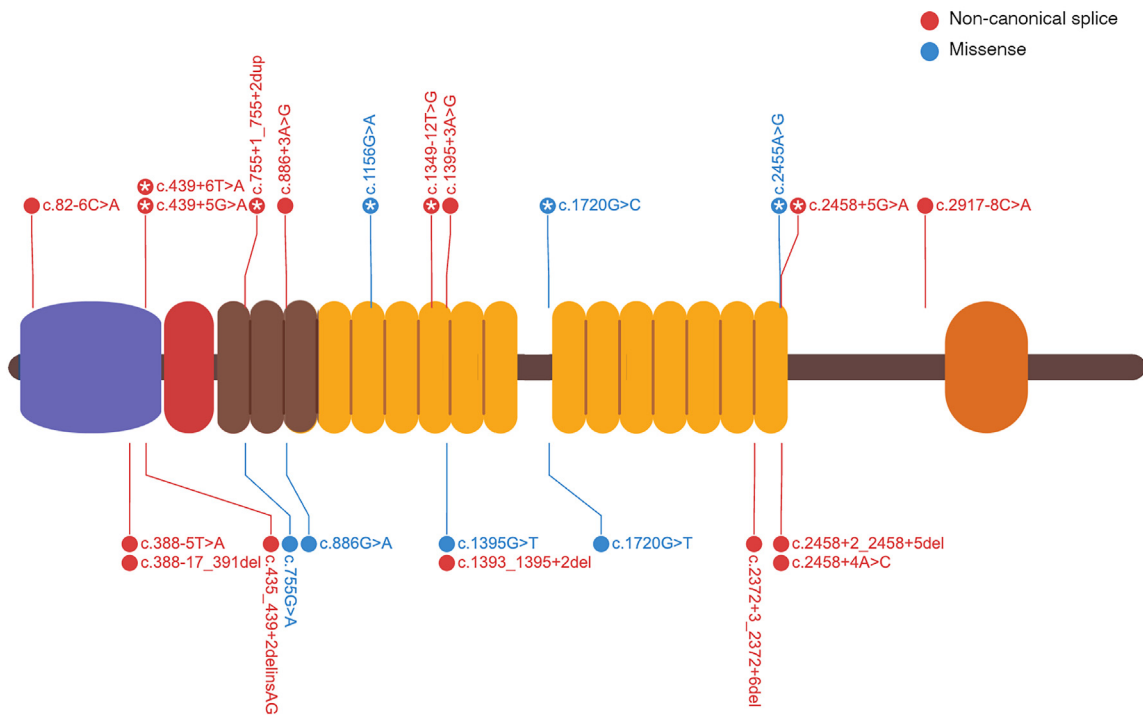 Non-canonical splice
Missense
c.755+1_755+2dup
c.886+3A>G
c.1156G>A
c.1349-12T>G
c.1395+3A>G
c.2455A>G
c.439+6T>A
c.82-6C>A
c.439+5G>A
c.1720G>C
c.2458+5G>A
c.2917-8C>A
c.388-5T>A
c.388-17_391del
c.435_439+2delinsAG
c.755G>A
c.886G>A
c.1395G>T
c.1393_1395+2del
c.1720G>T
c.2372+3_2372+6del
c.2458+2_2458+5del
c.2458+4A>C